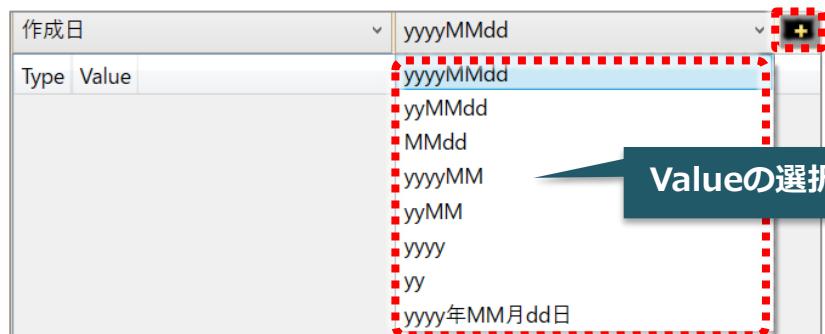 作成日 yyyyMMdd
Type Value
yyyyMMdd
yyMMdd
MMdd
yyyyMM
Valueの選択
yyMM
yyyy
yy
yyyy年MM月dd日